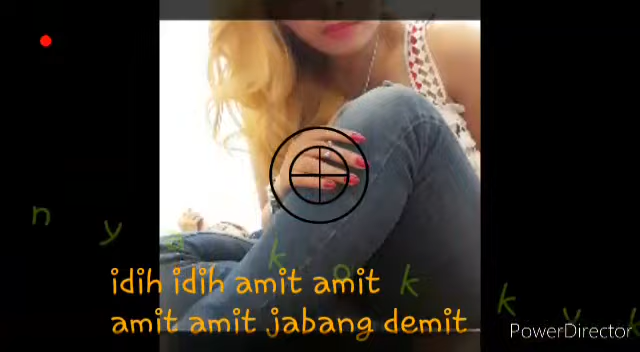 idih idih amit amit
amit amit jabang demit
PowerDirector